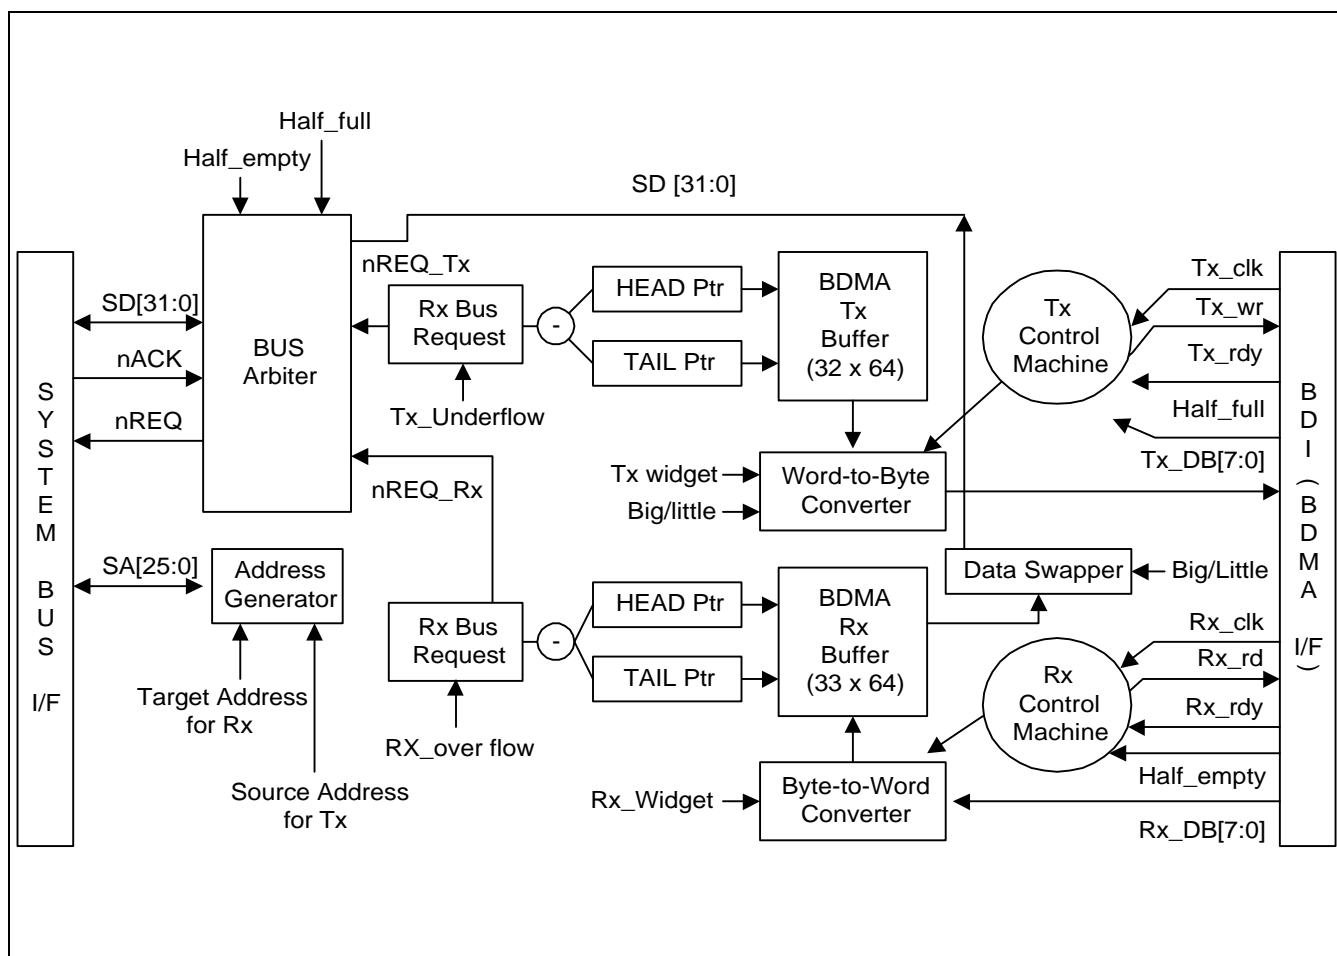 Half_full
Half_empty
SD [31:0]
nREQ_Tx
SD[31:0]
nACK
nREQ
BUS
Arbiter
Rx Bus
Request
-
HEAD Ptr
TAIL Ptr
BDMA
Tx
Buffer
(32 x 64)
Tx
Control
Machine
Tx_clk
Tx_wr
Tx_rdy
Half_full
Tx_DB[7:0]
Tx_Underflow
nREQ_Rx
Tx widget
Big/little
Word-to-Byte
Converter
SYSTEM BUS I/F
BDI (BDMA I/F)
SA[25:0]
Address
Generator
Target Address
for Rx
Source Address
for Tx
Rx Bus
Request
-
RX_over flow
HEAD Ptr
TAIL Ptr
BDMA
Rx
Buffer
(33 x 64)
Data Swapper
Big/Little
Rx
Control
Machine
Rx_clk
Rx_rd
Rx_rdy
Half_empty
Rx_DB[7:0]
Rx_Widget
Byte-to-Word
Converter